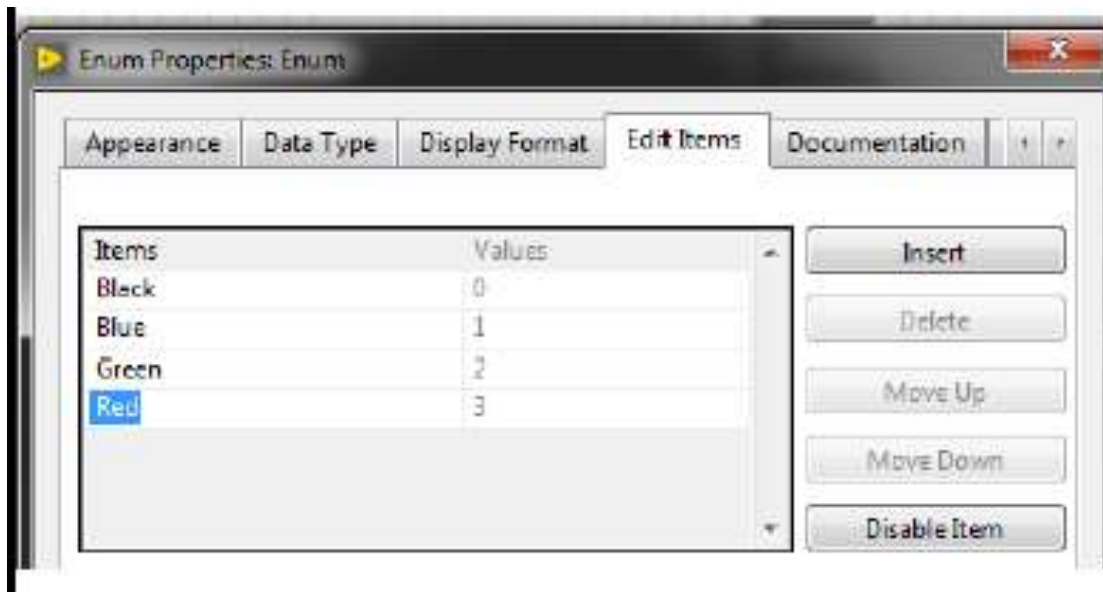 Enum Properties: Enum
Appearance Data Type Display Format Edit Items Documentation
Items Values
Black 0
Blue 1
Green 2
Red 3
Insert
Delete
Move Up
Move Down
Disable Item